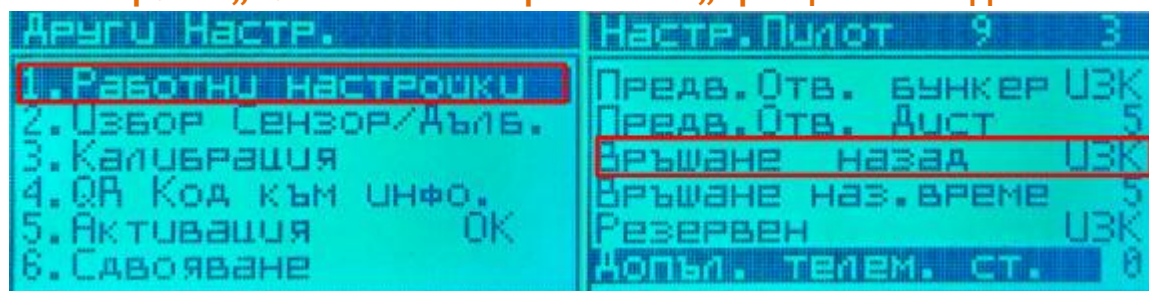 Други Настр.
1.Работни настройки
2.Избор Сензор/Дълб.
3.Калибрация
4.QR Код към инфо.
5.Активация OK
6.Сдвояване
Настр.Пилот 9 3
Предв.Отв. бункер ИЗК
Предв.Отв. Дист 5
Връшане назад ИЗК
Връшане наз.време 5
Резервен ИЗК
Допъл. телем. ст. 0